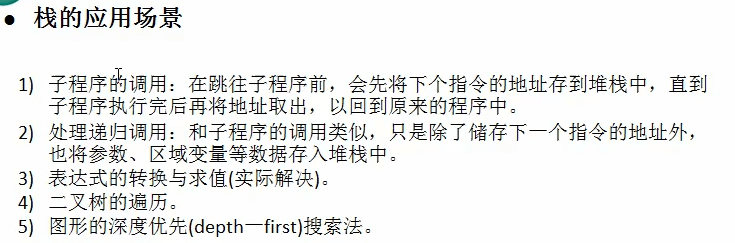 ● 栈的应用场景
1) 子程序的调用：在跳往子程序前，会先将下个指令的地址存到堆栈中，直到
子程序执行完后再将地址取出，以回到原来的程序中。
2) 处理递归调用：和子程序的调用类似，只是除了储存下一个指令的地址外，
也将参数、区域变量等数据存入堆栈中。
3) 表达式的转换与求值(实际解决)。
4) 二叉树的遍历。
5) 图形的深度优先(depth一first)搜索法。